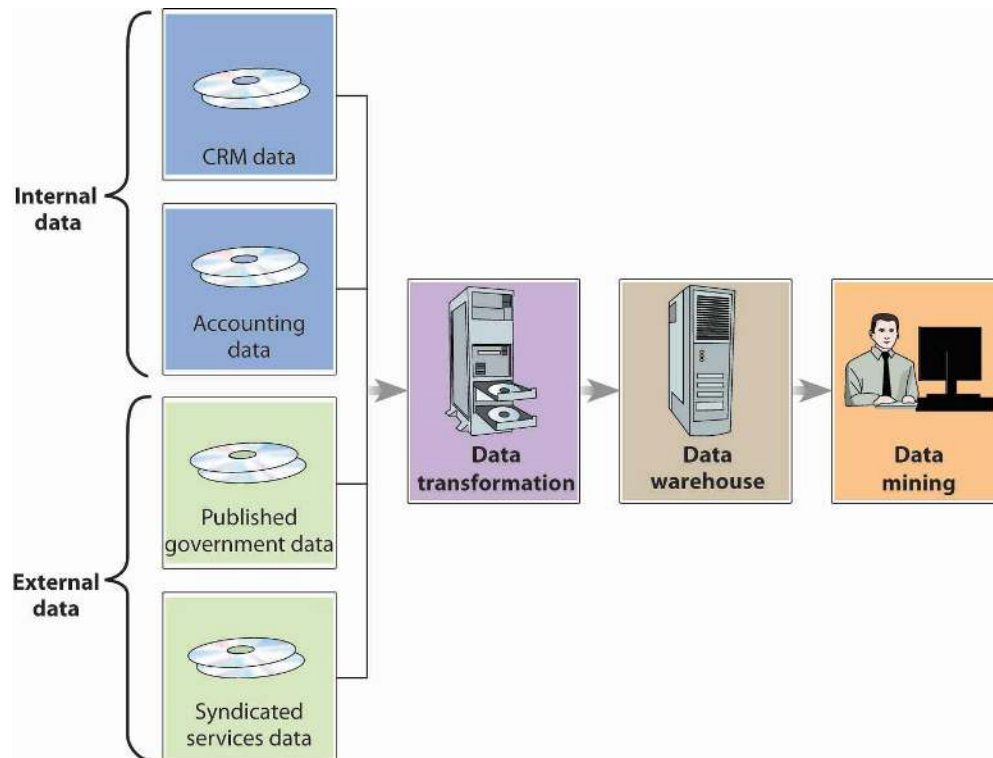 Internal
data
CRM data
Accounting
data
External
data
Published
government data
Syndicated
services data
Data
transformation
Data
warehouse
Data
mining